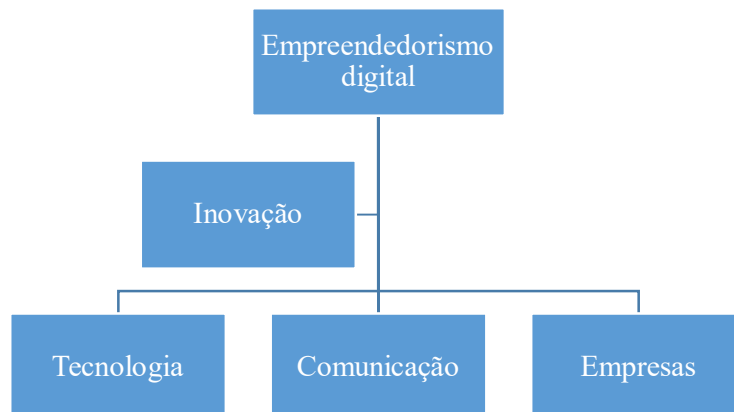 Empreendedorismo
digital
Inovação
Tecnologia
Comunicação
Empresas